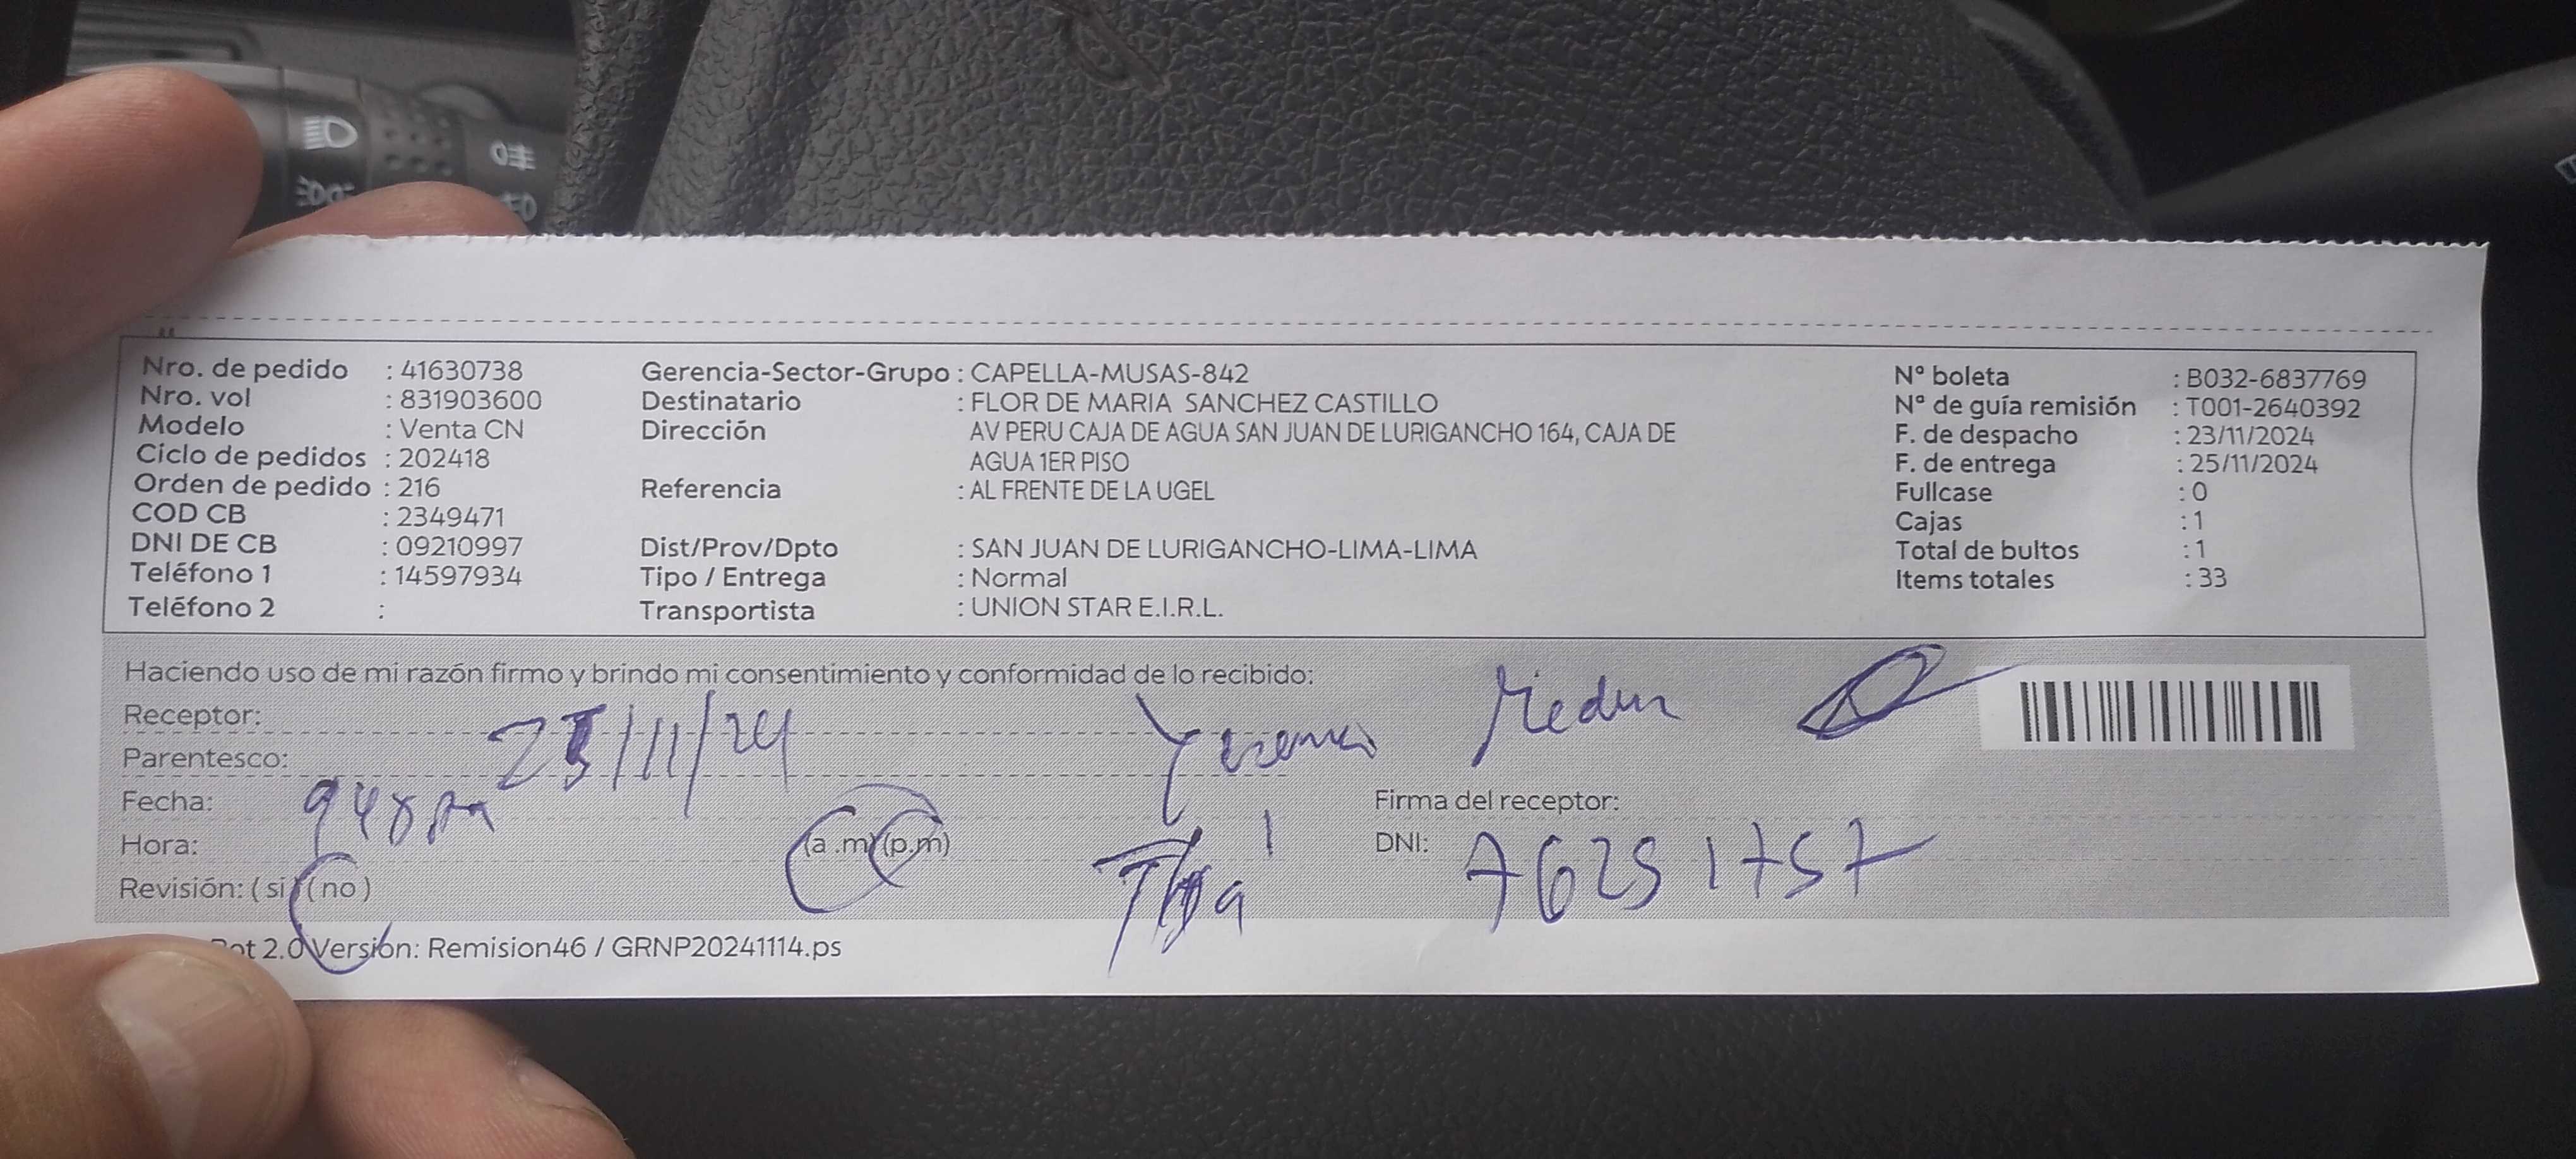 Nro. de pedido : 41630738
Nro. vol : 831903600
Modelo : Venta CN
Ciclo de pedidos : 202418
Orden de pedido : 216
COD CB : 2349471
DNI DE CB : 09210997
Teléfono 1 : 14597934
Teléfono 2 :
Gerencia-Sector-Grupo : CAPELLA-MUSAS-842
Destinatario : FLOR DE MARIA SANCHEZ CASTILLO
Dirección AV PERU CAJA DE AGUA SAN JUAN DE LURIGANCHO 164, CAJA DE
AGUA 1ER PISO
Referencia : AL FRENTE DE LA UGEL
Dist/Prov/Dpto : SAN JUAN DE LURIGANCHO-LIMA-LIMA
Tipo / Entrega : Normal
Transportista : UNION STAR E.I.R.L.
N° boleta : B032-6837769
N° de guía remisión : T001-2640392
F. de despacho : 23/11/2024
F. de entrega : 25/11/2024
Fullcase : 0
Cajas : 1
Total de bultos : 1
Items totales : 33
Haciendo uso de mi razón firmo y brindo mi consentimiento y conformidad de lo recibido:
Receptor:
Parentesco:
Fecha:
Hora: (a .m) (p.m)
Revisión: ( si ) ( no )
Firma del receptor:
DNI: 76251757
2.0 Versión: Remision46 / GRNP20241114.ps